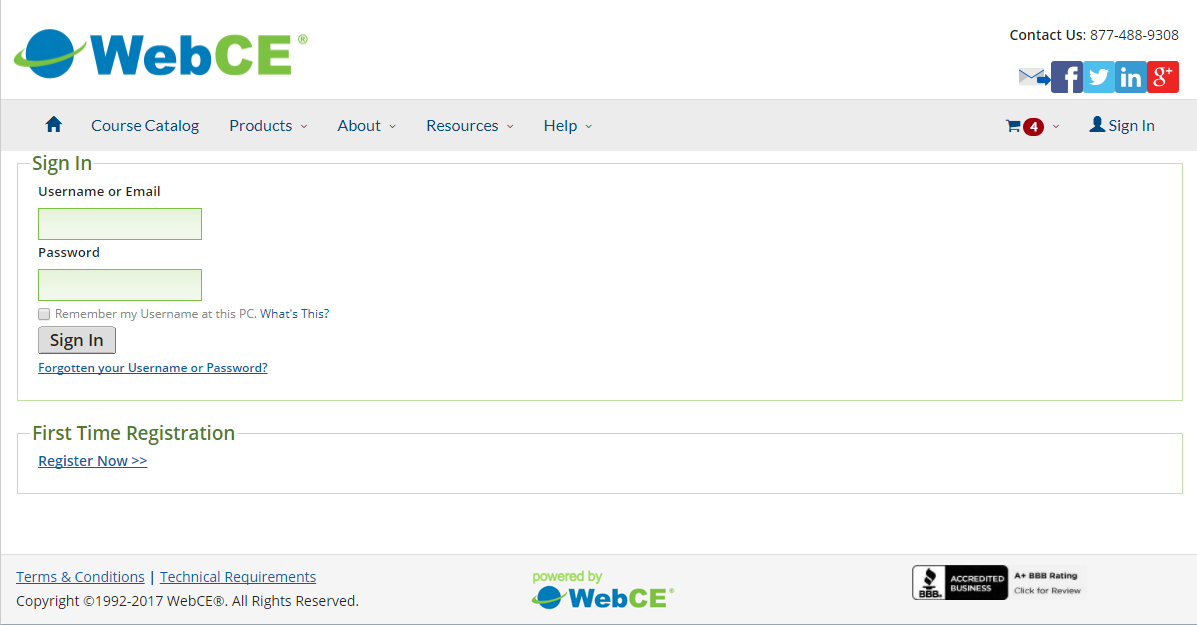 WebCE®
Contact Us: 877-488-9308
Course Catalog Products About Resources Help 4 Sign In
Sign In
Username or Email
Password
Remember my Username at this PC. What's This?
Sign In
Forgotten your Username or Password?
First Time Registration
Register Now >>
Terms & Conditions | Technical Requirements
Copyright ©1992-2017 WebCE®. All Rights Reserved.
powered by
WebCE®
BBB.
ACCREDITED
BUSINESS
A+ BBB Rating
Click for Review